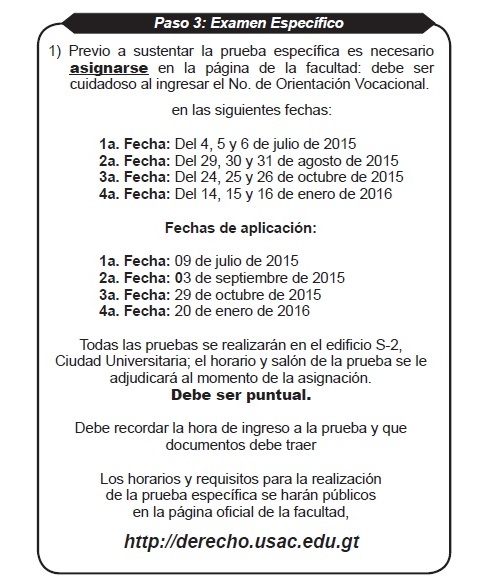 Paso 3: Examen Específico
1) Previo a sustentar la prueba específica es necesario
asignarse en la página de la facultad: debe ser
cuidadoso al ingresar el No. de Orientación Vocacional.
en las siguientes fechas:
1a. Fecha: Del 4, 5 y 6 de julio de 2015
2a. Fecha: Del 29, 30 y 31 de agosto de 2015
3a. Fecha: Del 24, 25 y 26 de octubre de 2015
4a. Fecha: Del 14, 15 y 16 de enero de 2016
Fechas de aplicación:
1a. Fecha: 09 de julio de 2015
2a. Fecha: 03 de septiembre de 2015
3a. Fecha: 29 octubre de 2015
4a. Fecha: 20 de enero de 2016
Todas las pruebas se realizarán en el edificio S-2,
Ciudad Universitaria; el horario y salón de la prueba se le
adjudicará al momento de la asignación.
Debe ser puntual.
Debe recordar la hora de ingreso a la prueba y que
documentos debe traer
Los horarios y requisitos para la realización
de la prueba específica se harán públicos
en la página oficial de la facultad,
http://derecho.usac.edu.gt